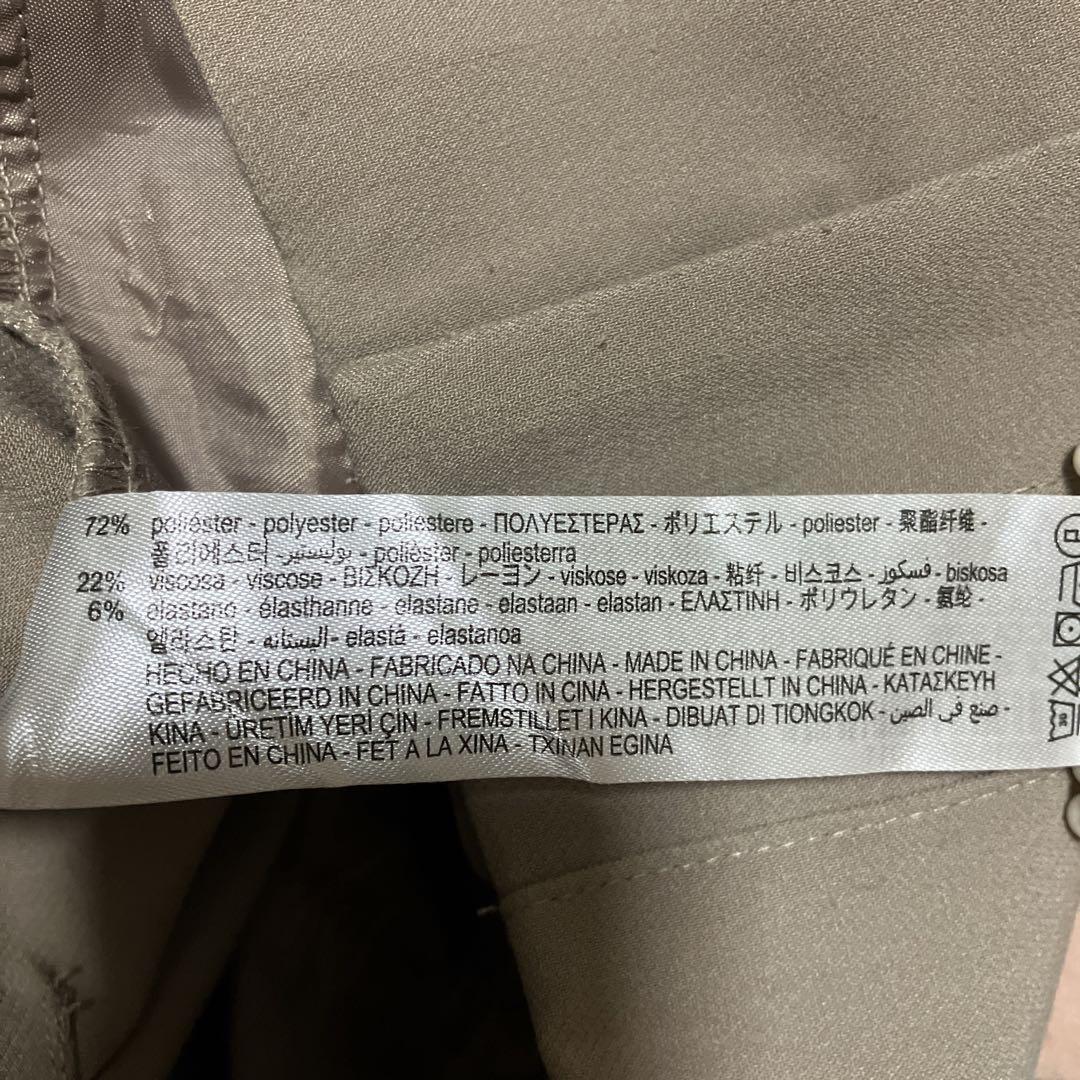 72% poliéster - polyester - poliestere - ΠΟΛΥΕΣΤΕΡΑΣ - ポリエステル - poliester - 聚酯纤维 -
폴리에스터 - بوليستير - polièster - poliesterra
22% viscosa - viscose - ΒΙΣΚΟΖΗ - レーヨン - viskose - viskoza - 粘纤 - 비스코스 - فسكوز - biskosa
6% elastano - élasthanne - elastane - elastaan - elastan - ΕΛΑΣΤΙΝΗ - ポリウレタン - 氨纶 -
엘라스탄 - اليستانه - elastà - elastanoa
HECHO EN CHINA - FABRICADO NA CHINA - MADE IN CHINA - FABRIQUÉ EN CHINE -
GEFABRICEERD IN CHINA - FATTO IN CINA - HERGESTELLT IN CHINA - ΚΑΤΑΣΚΕΥΗ
ΚΙΝΑ - ÜRETİM YERİ ÇİN - FREMSTILLET I KINA - DIBUAT DI TIONGKOK - صنع في الصين -
FEITO EN CHINA - FET A LA XINA - TXINAN EGINA